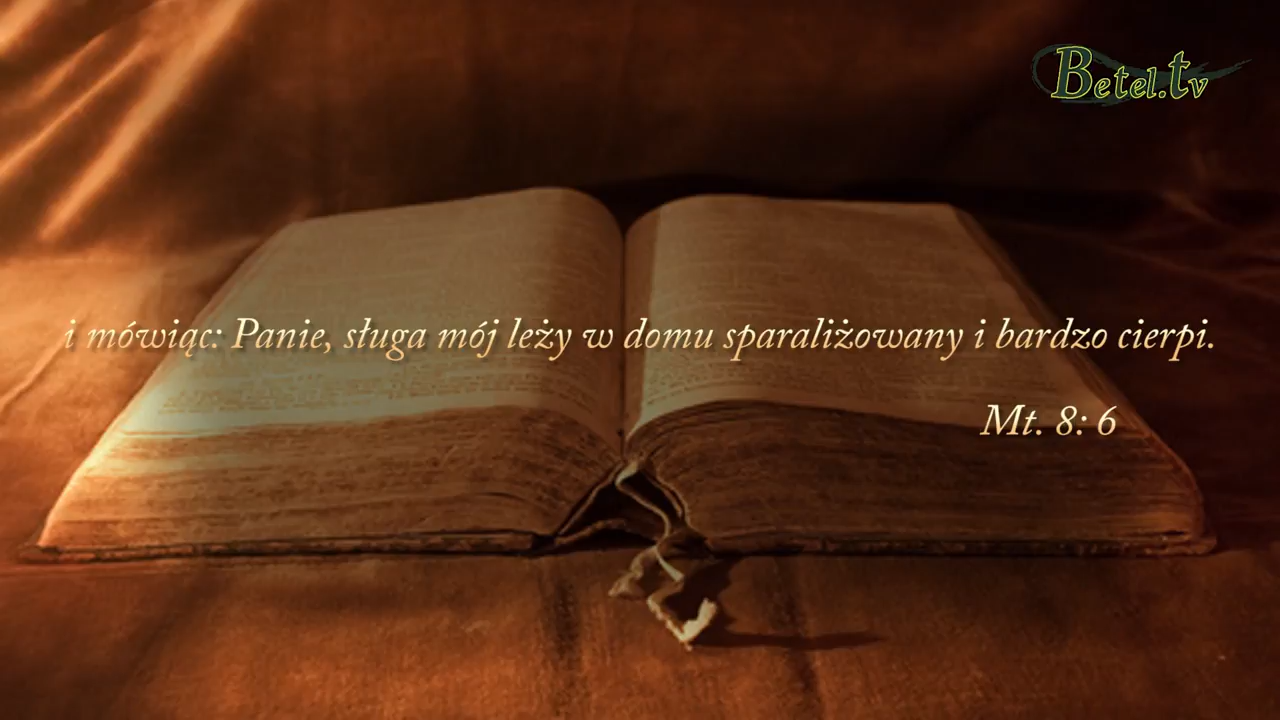 Betel.tv
i mówiąc: Panie, sługa mój leży w domu sparaliżowany i bardzo cierpi.
Mt. 8: 6